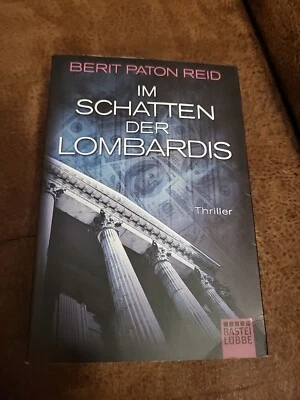 BERIT PATON REID
IM
SCHATTEN
DER
LOMBARDIS
Thriller
BASTEI
LÜBBE